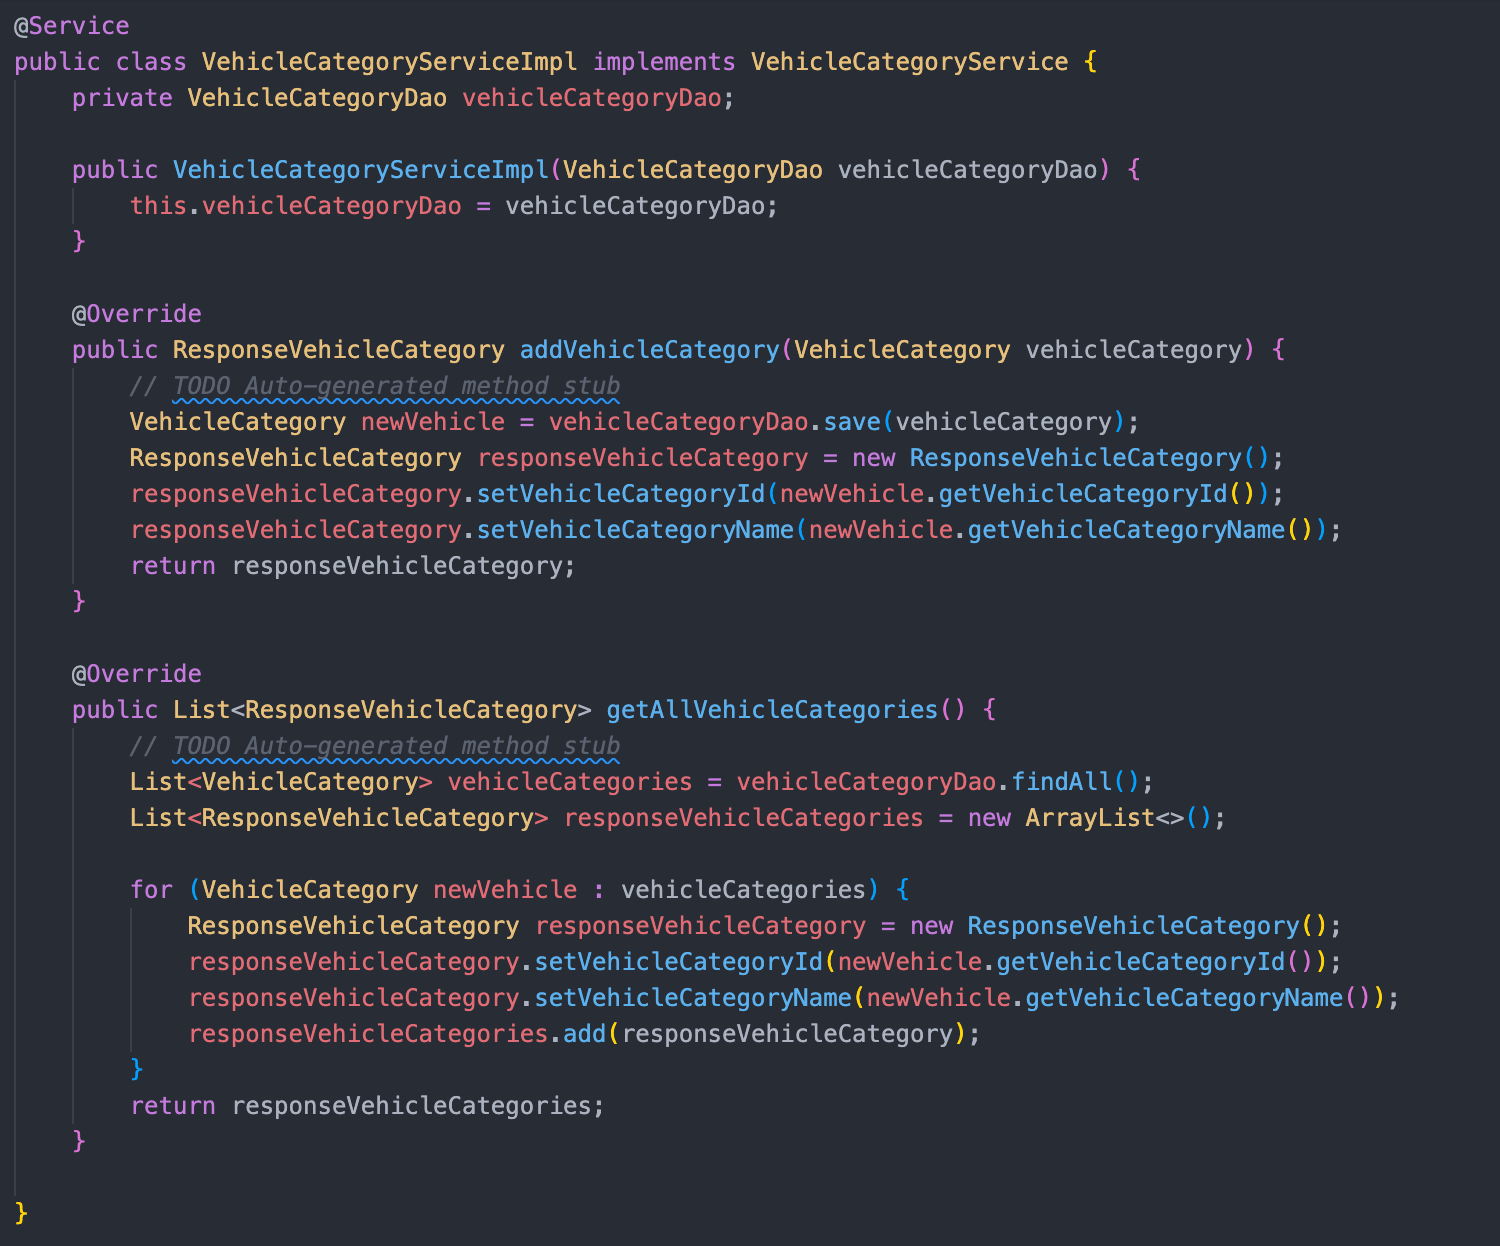 @Service
public class VehicleCategoryServiceImpl implements VehicleCategoryService {
    private VehicleCategoryDao vehicleCategoryDao;

    public VehicleCategoryServiceImpl(VehicleCategoryDao vehicleCategoryDao) {
        this.vehicleCategoryDao = vehicleCategoryDao;
    }

    @Override
    public ResponseVehicleCategory addVehicleCategory(VehicleCategory vehicleCategory) {
        // TODO Auto-generated method stub
        VehicleCategory newVehicle = vehicleCategoryDao.save(vehicleCategory);
        ResponseVehicleCategory responseVehicleCategory = new ResponseVehicleCategory();
        responseVehicleCategory.setVehicleCategoryId(newVehicle.getVehicleCategoryId());
        responseVehicleCategory.setVehicleCategoryName(newVehicle.getVehicleCategoryName());
        return responseVehicleCategory;
    }

    @Override
    public List<ResponseVehicleCategory> getAllVehicleCategories() {
        // TODO Auto-generated method stub
        List<VehicleCategory> vehicleCategories = vehicleCategoryDao.findAll();
        List<ResponseVehicleCategory> responseVehicleCategories = new ArrayList<>();

        for (VehicleCategory newVehicle : vehicleCategories) {
            ResponseVehicleCategory responseVehicleCategory = new ResponseVehicleCategory();
            responseVehicleCategory.setVehicleCategoryId(newVehicle.getVehicleCategoryId());
            responseVehicleCategory.setVehicleCategoryName(newVehicle.getVehicleCategoryName());
            responseVehicleCategories.add(responseVehicleCategory);
        }
        return responseVehicleCategories;
    }

}